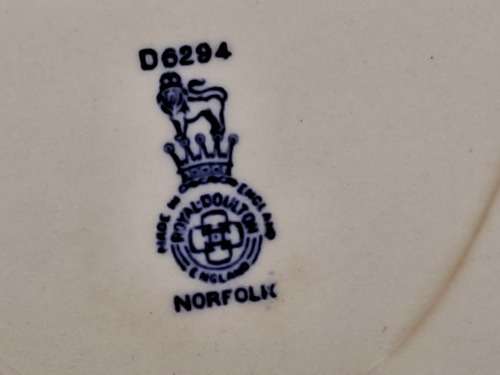 D6294
MADE IN ENGLAND
ROYAL·DOULTON
ENGLAND
NORFOLK